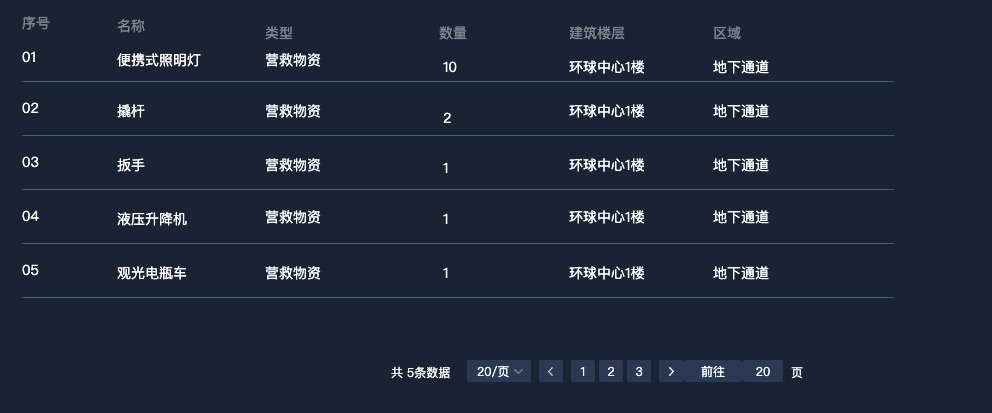 序号 名称 类型 数量 建筑楼层 区域
01 便携式照明灯 营救物资 10 环球中心1楼 地下通道
02 撬杆 营救物资 2 环球中心1楼 地下通道
03 扳手 营救物资 1 环球中心1楼 地下通道
04 液压升降机 营救物资 1 环球中心1楼 地下通道
05 观光电瓶车 营救物资 1 环球中心1楼 地下通道
共 5条数据 20/页 1 2 3 前往 20 页